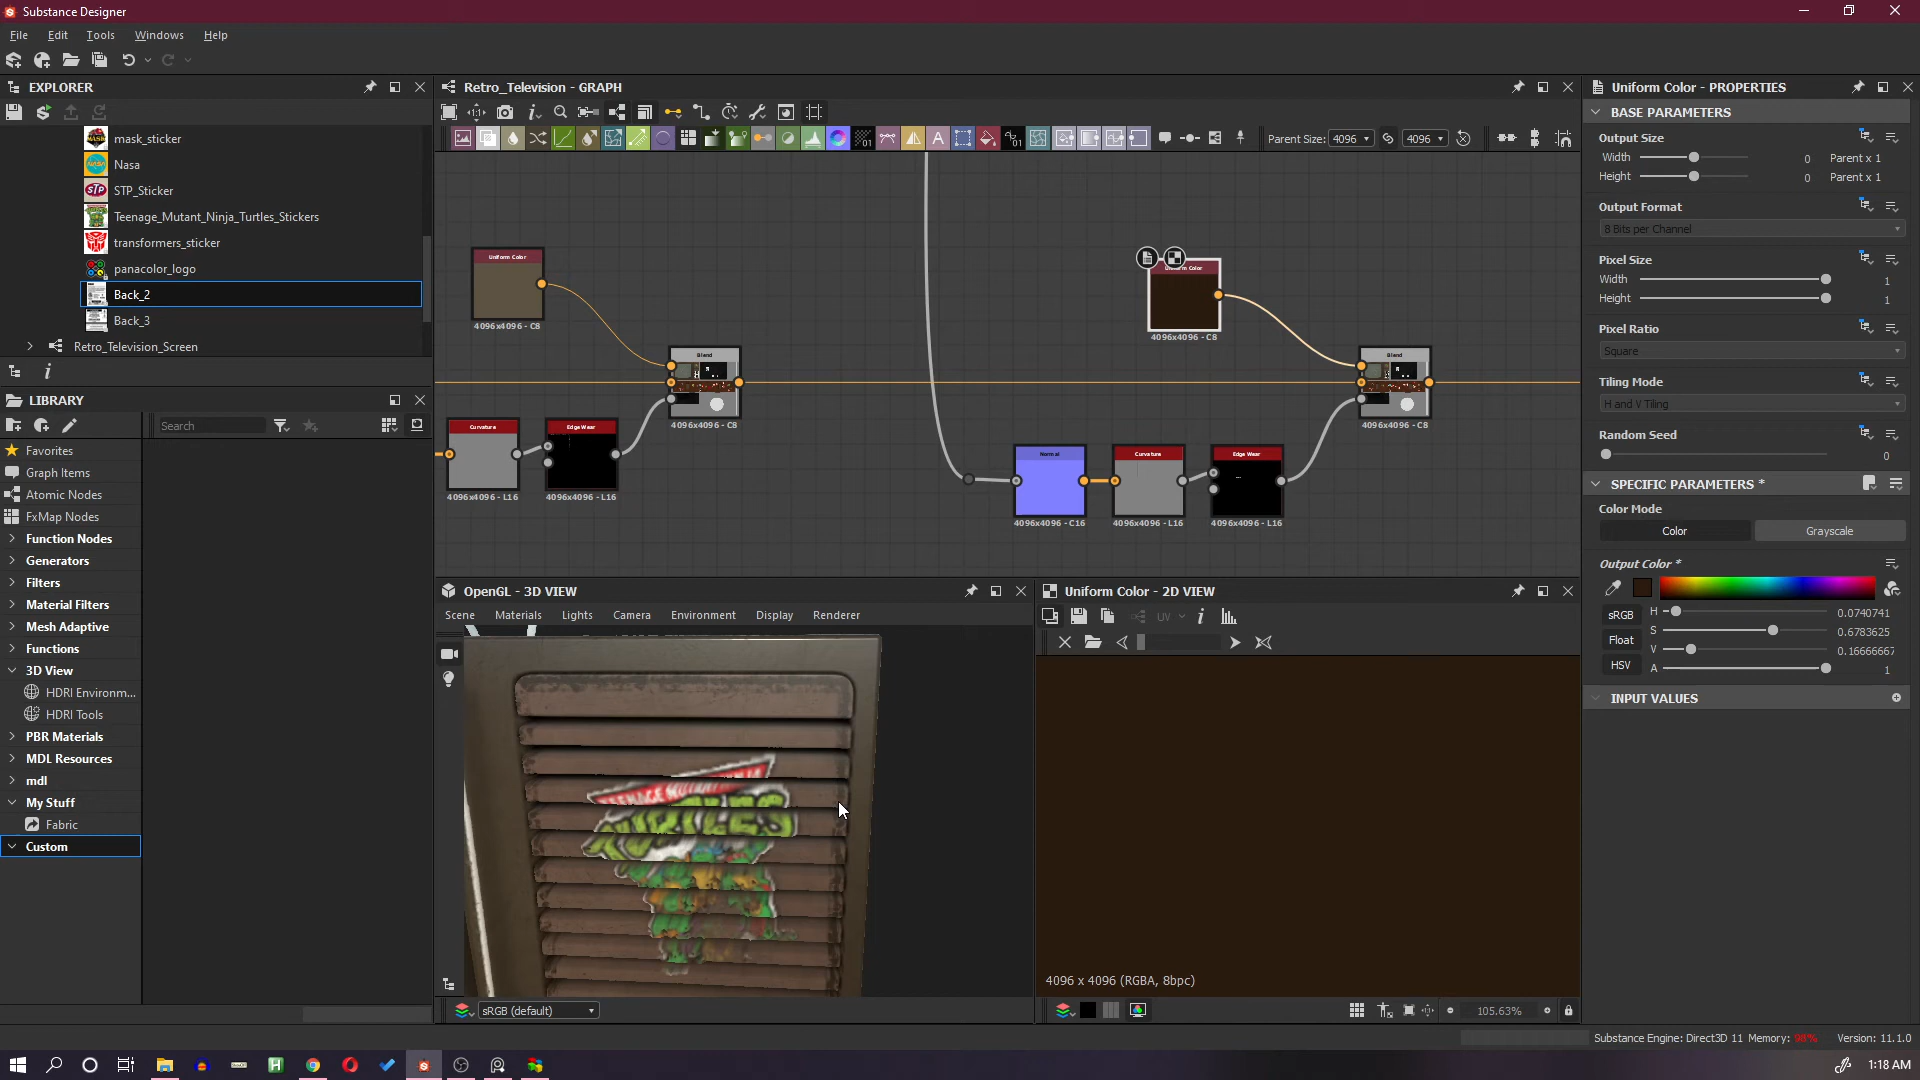 Substance Designer
File Edit Tools Windows Help
EXPLORER
mask_sticker
Nasa
STP_Sticker
Teenage_Mutant_Ninja_Turtles_Stickers
transformers_sticker
panacolor_logo
Back_2
Back_3
Retro_Television_Screen
LIBRARY
Search
Favorites
Graph Items
Atomic Nodes
FxMap Nodes
Function Nodes
Generators
Filters
Material Filters
Mesh Adaptive
Functions
3D View
HDRI Environm...
HDRI Tools
PBR Materials
MDL Resources
mdl
My Stuff
Fabric
Custom
Retro_Television - GRAPH
Parent Size: 4096 4096
Uniform Color
4096x4096 - C8
Blend
4096x4096 - C8
Curvature
4096x4096 - L16
Edge Wear
4096x4096 - L16
Uniform Color
4096x4096 - C8
Blend
4096x4096 - C8
Normal
4096x4096 - C16
Curvature
4096x4096 - L16
Edge Wear
4096x4096 - L16
OpenGL - 3D VIEW
Scene Materials Lights Camera Environment Display Renderer
TEENAGE MUTANT NINJA
TURTLES
sRGB (default)
Uniform Color - 2D VIEW
UV
4096 x 4096 (RGBA, 8bpc)
105.63%
Uniform Color - PROPERTIES
BASE PARAMETERS
Output Size
Width 0 Parent x 1
Height 0 Parent x 1
Output Format
8 Bits per Channel
Pixel Size
Width 1
Height 1
Pixel Ratio
Square
Tiling Mode
H and V Tiling
Random Seed
0
SPECIFIC PARAMETERS *
Color Mode
Color Grayscale
Output Color *
sRGB H 0.0740741
Float S 0.6783625
V 0.16666667
HSV A 1
INPUT VALUES
Substance Engine: Direct3D 11 Memory: 98% Version: 11.1.0
1:18 AM